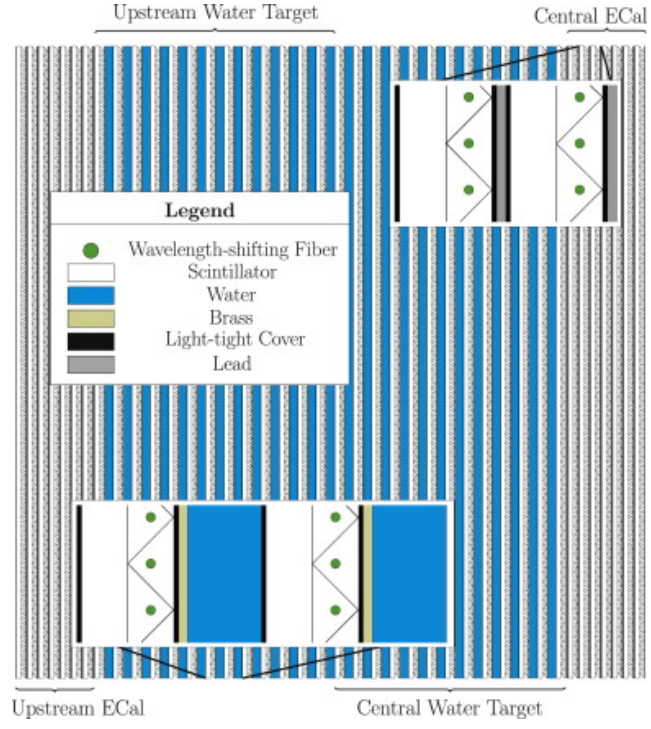 Upstream Water Target
Central ECal
Legend
Wavelength-shifting Fiber
Scintillator
Water
Brass
Light-tight Cover
Lead
Upstream ECal
Central Water Target